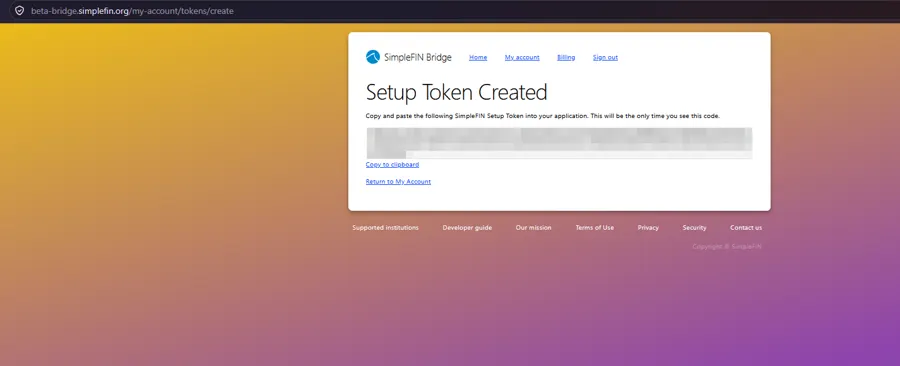 beta-bridge.simplefin.org/my-account/tokens/create
SimpleFIN Bridge Home My account Billing Sign out
Setup Token Created
Copy and paste the following SimpleFIN Setup Token into your application. This will be the only time you see this code.
Copy to clipboard
Return to My Account
Supported institutions Developer guide Our mission Terms of Use Privacy Security Contact us
Copyright © SimpleFIN